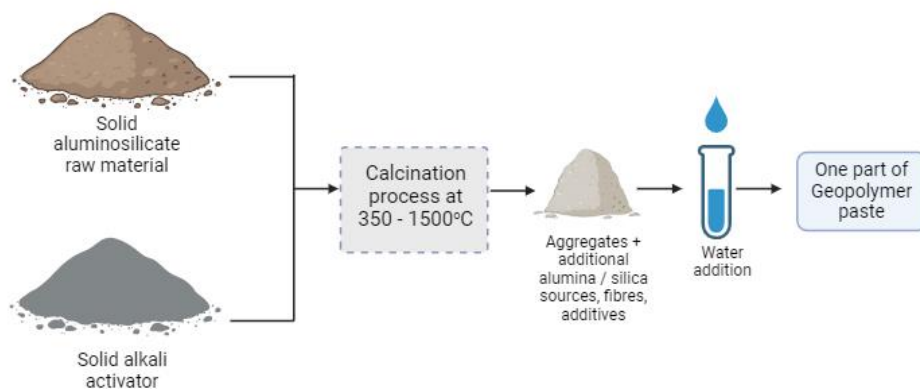 Solid
aluminosilicate
raw material
Solid alkali
activator
Calcination
process at
350 - 1500°C
Aggregates +
additional
alumina / silica
sources, fibres,
additives
Water
addition
One part of
Geopolymer
paste